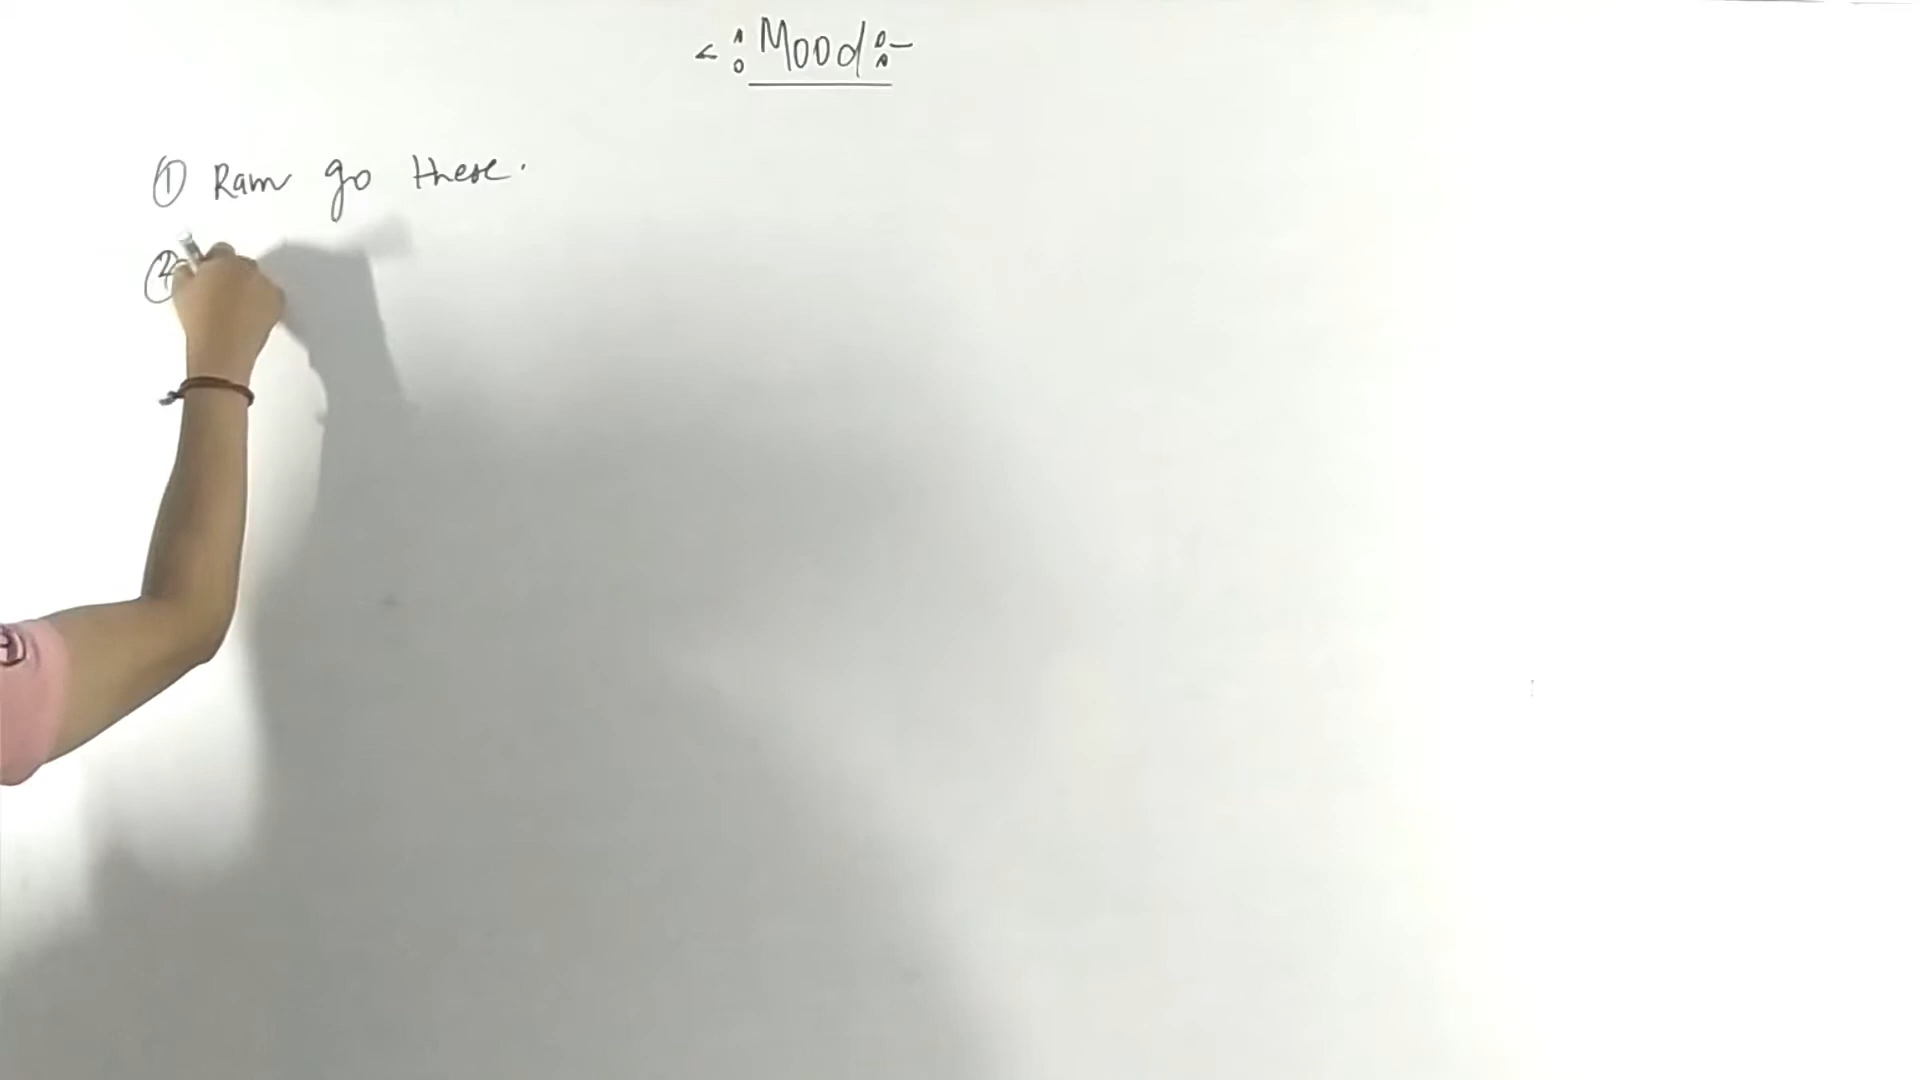 -: Mood :-
① Ram go there.
②